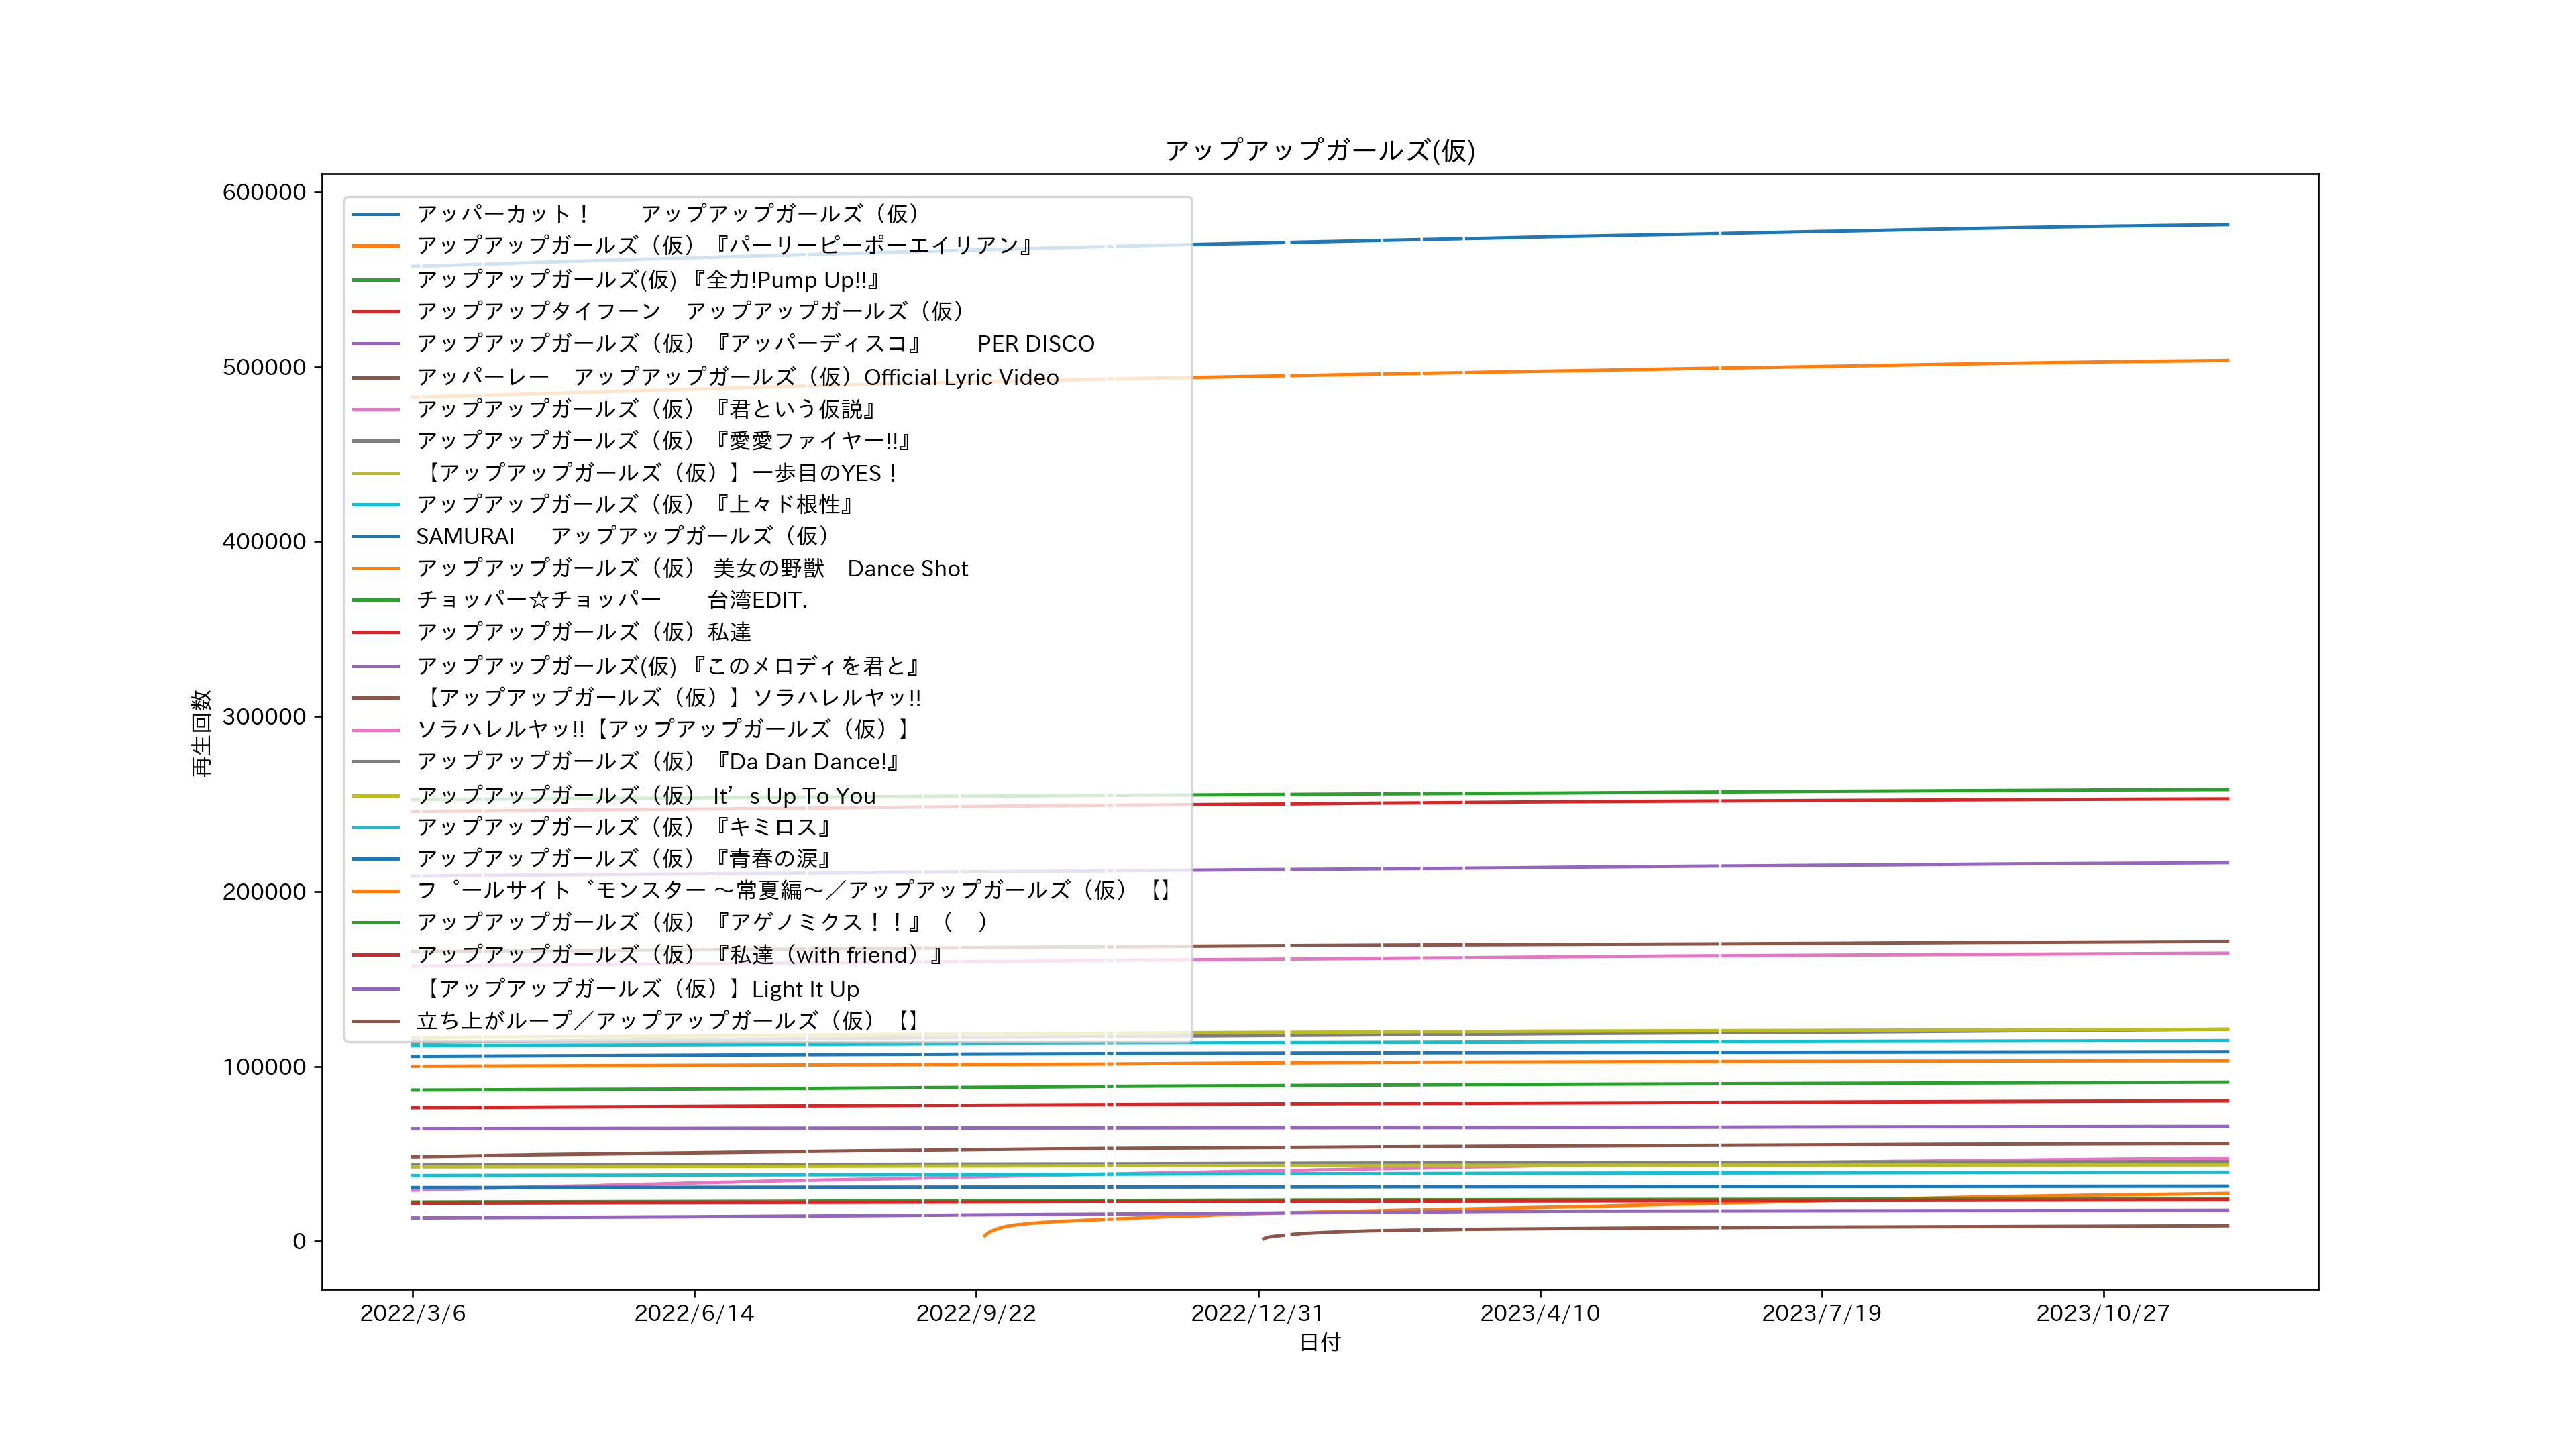 アップアップガールズ(仮)
600000
500000
400000
300000
200000
100000
0
再生回数
アッパーカット！　　アップアップガールズ（仮）
アップアップガールズ（仮）『パーリーピーポーエイリアン』
アップアップガールズ(仮) 『全力!Pump Up!!』
アップアップタイフーン　アップアップガールズ（仮）
アップアップガールズ（仮）『アッパーディスコ』　　PER DISCO
アッパーレー　アップアップガールズ（仮）Official Lyric Video
アップアップガールズ（仮）『君という仮説』
アップアップガールズ（仮）『愛愛ファイヤー!!』
【アップアップガールズ（仮）】一歩目のYES！
アップアップガールズ（仮）『上々ド根性』
SAMURAI　 アップアップガールズ（仮）
アップアップガールズ（仮） 美女の野獣　Dance Shot
チョッパー☆チョッパー　　台湾EDIT.
アップアップガールズ（仮）私達
アップアップガールズ(仮) 『このメロディを君と』
【アップアップガールズ（仮）】ソラハレルヤッ!!
ソラハレルヤッ!!【アップアップガールズ（仮）】
アップアップガールズ（仮）『Da Dan Dance!』
アップアップガールズ（仮） It’s Up To You
アップアップガールズ（仮）『キミロス』
アップアップガールズ（仮）『青春の涙』
フ゜ールサイト゛モンスター 〜常夏編〜／アップアップガールズ（仮）【】
アップアップガールズ（仮）『アゲノミクス！！』（　）
アップアップガールズ（仮）『私達（with friend）』
【アップアップガールズ（仮）】Light It Up
立ち上がループ／アップアップガールズ（仮）【】
2022/3/6 2022/6/14 2022/9/22 2022/12/31 2023/4/10 2023/7/19 2023/10/27
日付